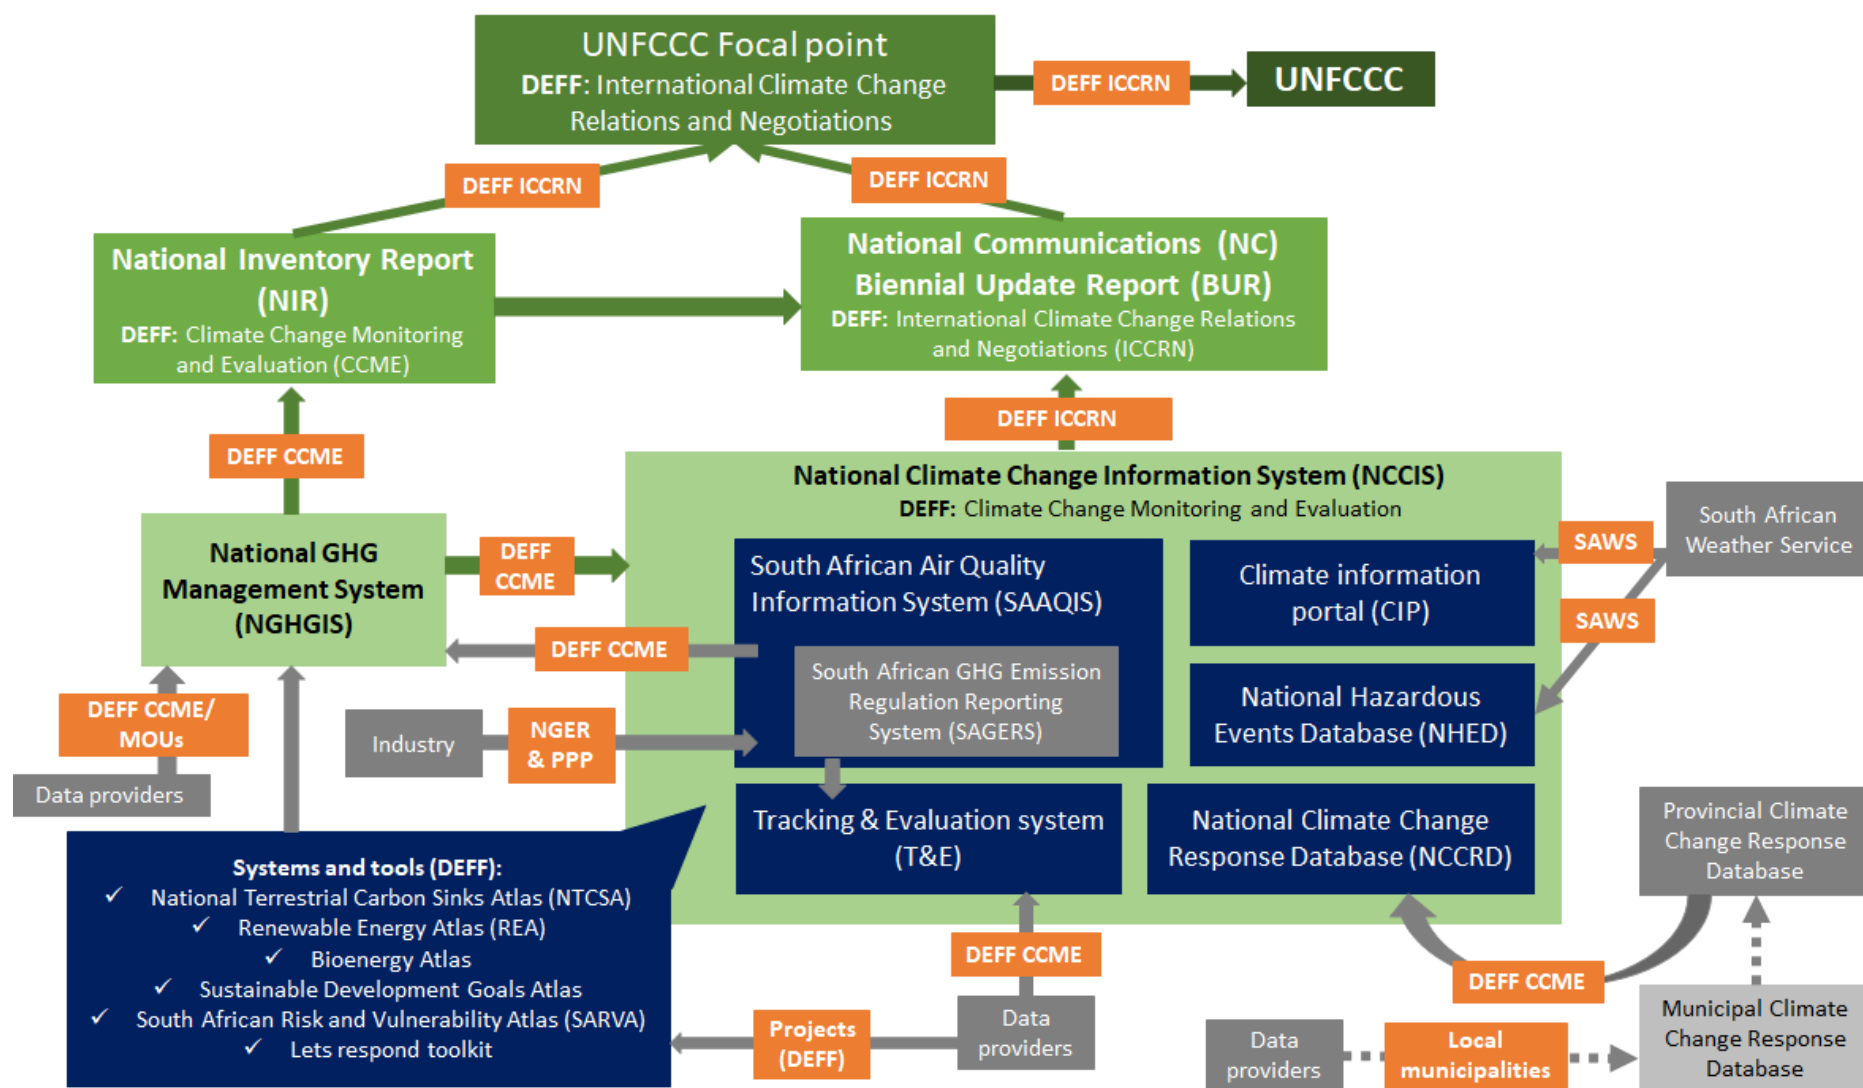 UNFCCC Focal point
DEFF: International Climate Change
Relations and Negotiations
DEFF ICCRN
UNFCCC
DEFF ICCRN
DEFF ICCRN
National Inventory Report
(NIR)
DEFF: Climate Change Monitoring
and Evaluation (CCME)
National Communications (NC)
Biennial Update Report (BUR)
DEFF: International Climate Change Relations
and Negotiations (ICCRN)
DEFF CCME
DEFF ICCRN
National Climate Change Information System (NCCIS)
DEFF: Climate Change Monitoring and Evaluation
National GHG
Management System
(NGHGIS)
DEFF
CCME
South African Air Quality
Information System (SAAQIS)
Climate information
portal (CIP)
SAWS
South African
Weather Service
SAWS
DEFF CCME
South African GHG Emission
Regulation Reporting
System (SAGERS)
National Hazardous
Events Database (NHED)
DEFF CCME/
MOUs
Data providers
Industry
NGER
& PPP
Tracking & Evaluation system
(T&E)
National Climate Change
Response Database (NCCRD)
Provincial Climate
Change Response
Database
Systems and tools (DEFF):
✓ National Terrestrial Carbon Sinks Atlas (NTCSA)
✓ Renewable Energy Atlas (REA)
✓ Bioenergy Atlas
✓ Sustainable Development Goals Atlas
✓ South African Risk and Vulnerability Atlas (SARVA)
✓ Lets respond toolkit
DEFF CCME
DEFF CCME
Projects
(DEFF)
Data
providers
Data
providers
Local
municipalities
Municipal Climate
Change Response
Database